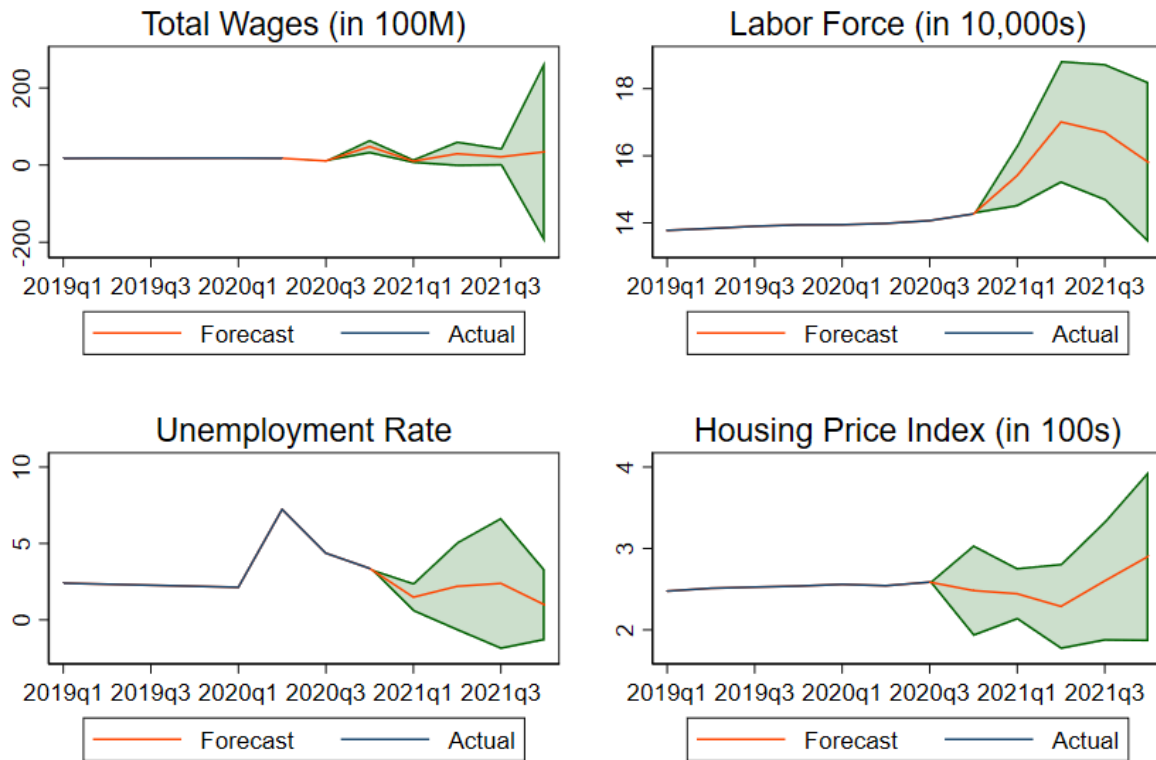 Total Wages (in 100M)
200
0
-200
2019q1 2019q3 2020q1 2020q3 2021q1 2021q3
Forecast Actual
Labor Force (in 10,000s)
18
16
14
2019q1 2019q3 2020q1 2020q3 2021q1 2021q3
Forecast Actual
Unemployment Rate
10
5
0
2019q1 2019q3 2020q1 2020q3 2021q1 2021q3
Forecast Actual
Housing Price Index (in 100s)
4
3
2
2019q1 2019q3 2020q1 2020q3 2021q1 2021q3
Forecast Actual